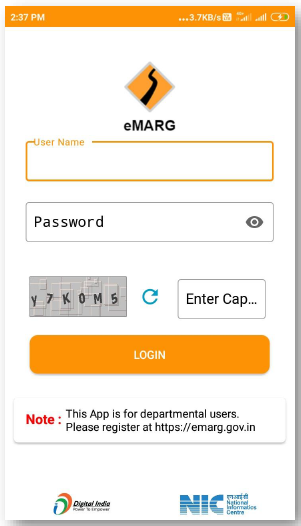 2:37 PM ...3.7KB/s
eMARG
User Name
Password
Y7K0M5
Enter Cap...
LOGIN
Note : This App is for departmental users.
Please register at https://emarg.gov.in
Digital India
Power To Empower
NIC एनआईसी
National
Informatics
Centre